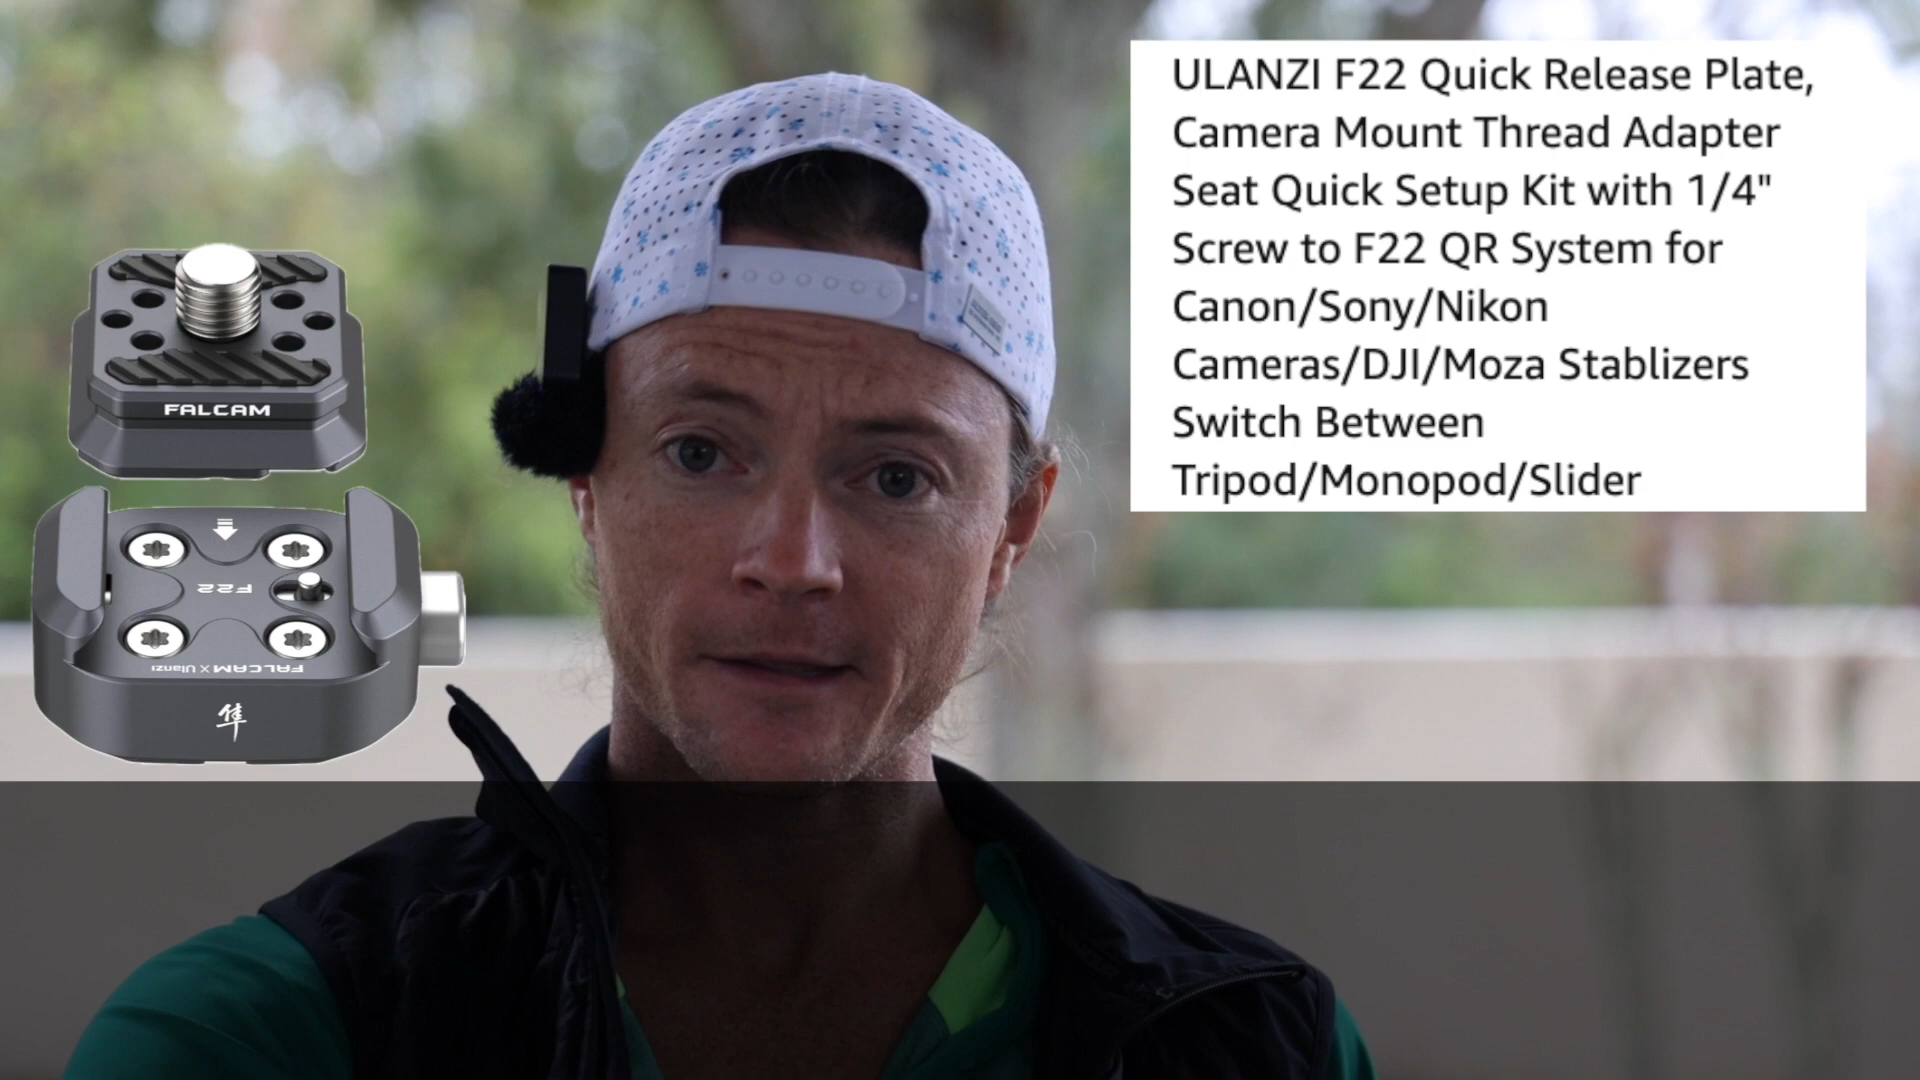 ULANZI F22 Quick Release Plate,
Camera Mount Thread Adapter
Seat Quick Setup Kit with 1/4"
Screw to F22 QR System for
Canon/Sony/Nikon
Cameras/DJI/Moza Stablizers
Switch Between
Tripod/Monopod/Slider
FALCAM
F22
FALCAM × Ulanzi
隼